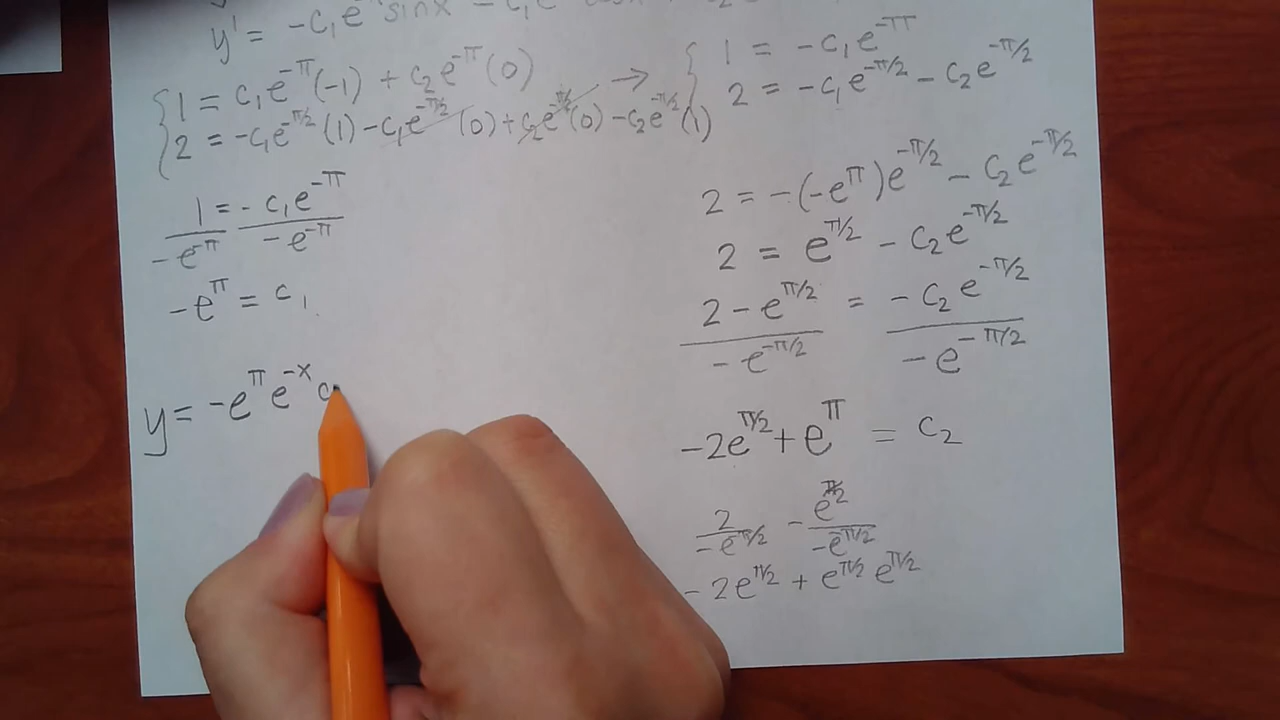 y' = -c₁e sinx - c₁e
{ 1 = c₁e^{-π}(-1) + c₂e^{-π}(0) → { 1 = -c₁e^{-π}
2 = -c₁e^{-π/2}(1) - c₁e^{-π/2}(0) + c₂e^{-π/2}(0) - c₂e^{-π/2}(1) 2 = -c₁e^{-π/2} - c₂e^{-π/2}
1 = -c₁e^{-π}
-e^{-π} -e^{-π}
-e^{π} = c₁
y = -e^{π}e^{-x}c
2 = -(-e^{π})e^{-π/2} - c₂e^{-π/2}
2 = e^{π/2} - c₂e^{-π/2}
2 - e^{π/2} = -c₂e^{-π/2}
-e^{-π/2} -e^{-π/2}
-2e^{π/2} + e^{π} = c₂
2 - e^{π/2}
-e^{-π/2} -e^{-π/2}
-2e^{π/2} + e^{π/2}e^{π/2}